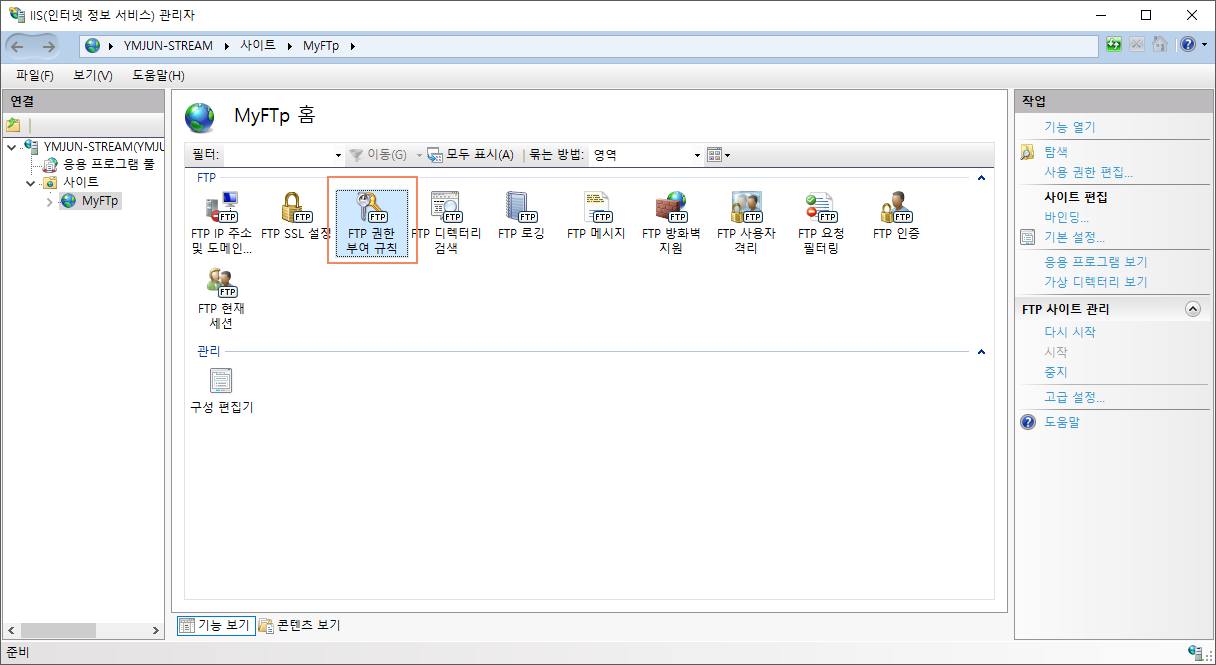 IIS(인터넷 정보 서비스) 관리자
YMJUN-STREAM 사이트 MyFTp
파일(F) 보기(V) 도움말(H)
연결
YMJUN-STREAM(YMJU
응용 프로그램 풀
사이트
MyFTp
MyFTp 홈
필터: 이동(G) 모두 표시(A) 묶는 방법: 영역
FTP
FTP IP 주소
및 도메인...
FTP SSL 설정
FTP 권한
부여 규칙
FTP 디렉터리
검색
FTP 로깅
FTP 메시지
FTP 방화벽
지원
FTP 사용자
격리
FTP 요청
필터링
FTP 인증
FTP 현재
세션
관리
구성 편집기
기능 보기 콘텐츠 보기
작업
기능 열기
탐색
사용 권한 편집...
사이트 편집
바인딩...
기본 설정...
응용 프로그램 보기
가상 디렉터리 보기
FTP 사이트 관리
다시 시작
시작
중지
고급 설정...
도움말
준비